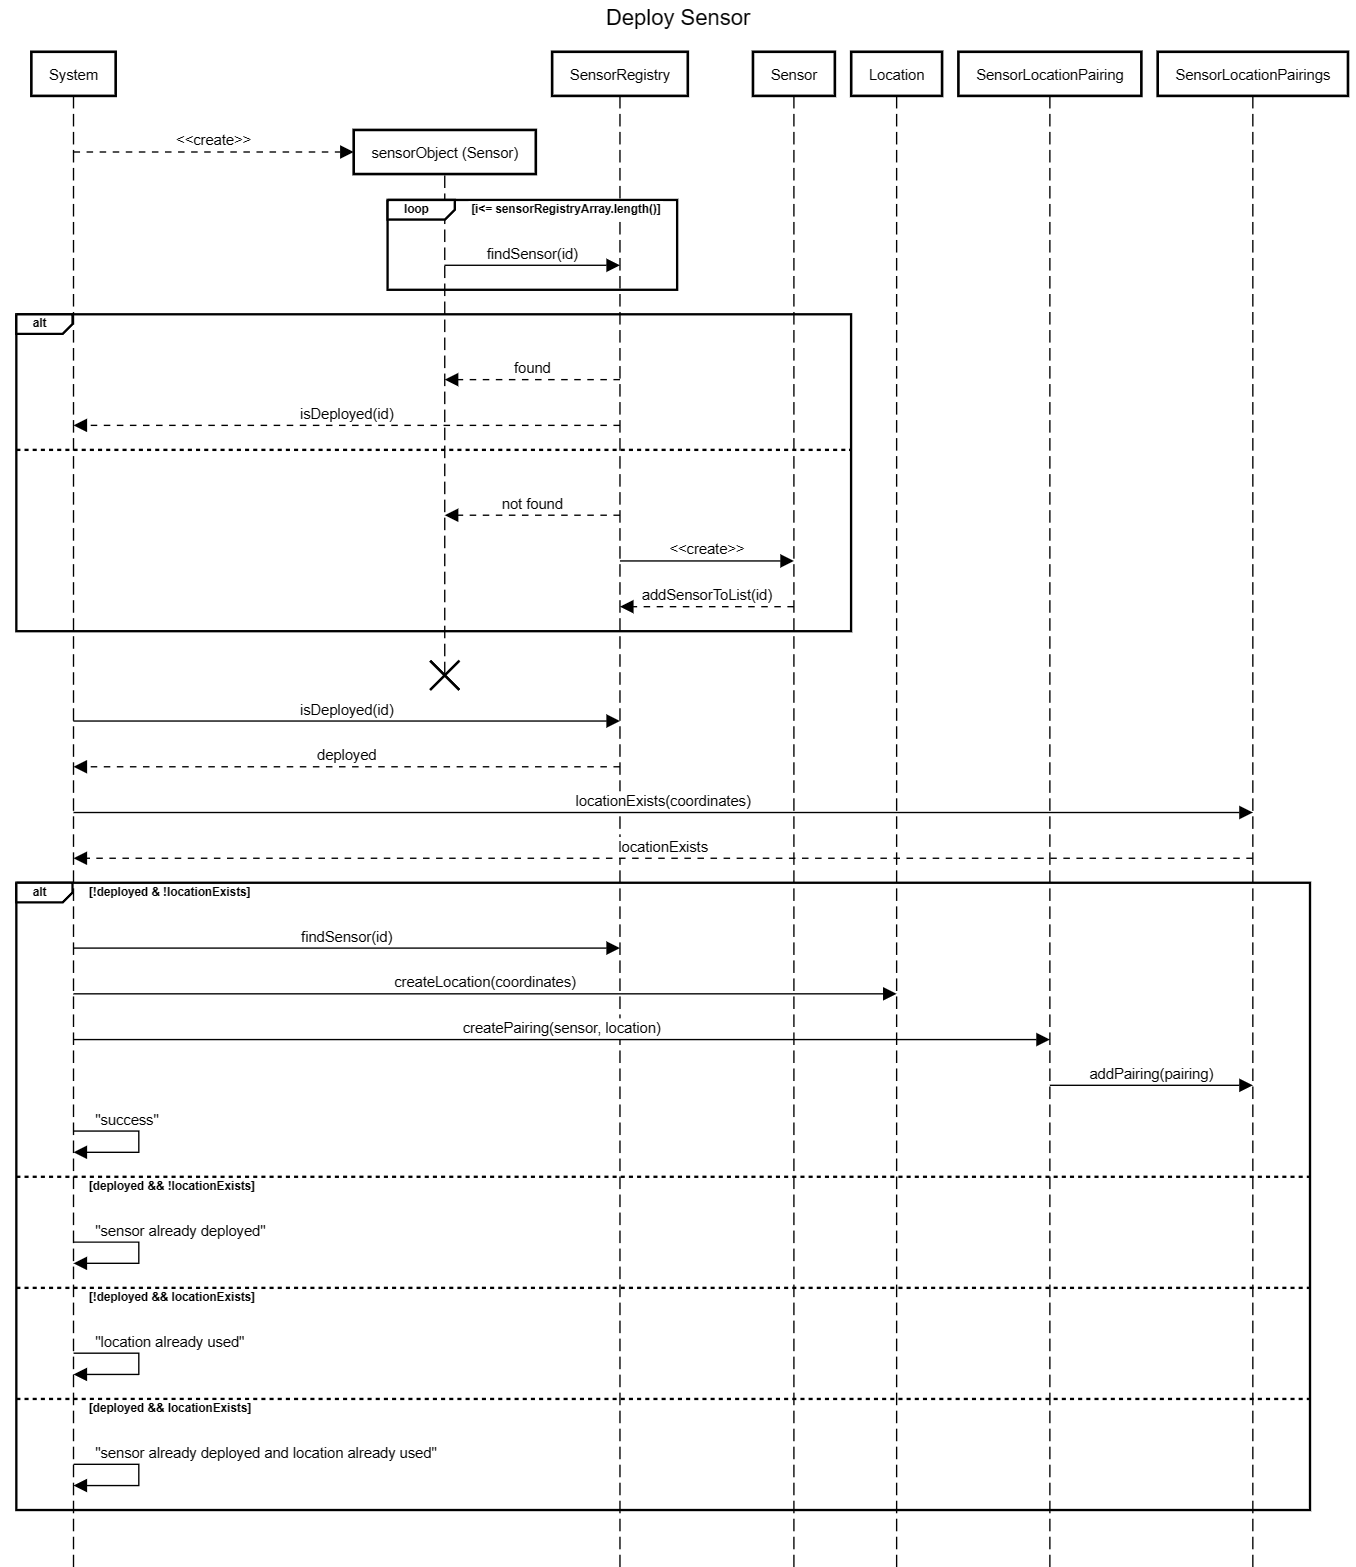 Deploy Sensor
System
SensorRegistry
Sensor
Location
SensorLocationPairing
SensorLocationPairings
<<create>>
sensorObject (Sensor)
loop
[i<= sensorRegistryArray.length()]
findSensor(id)
alt
found
isDeployed(id)
not found
<<create>>
addSensorToList(id)
isDeployed(id)
deployed
locationExists(coordinates)
locationExists
alt
[!deployed & !locationExists]
findSensor(id)
createLocation(coordinates)
createPairing(sensor, location)
addPairing(pairing)
"success"
[deployed && !locationExists]
"sensor already deployed"
[!deployed && locationExists]
"location already used"
[deployed && locationExists]
"sensor already deployed and location already used"